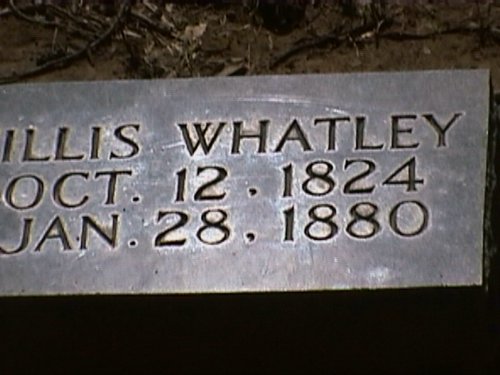 ILLIS WHATLEY
OCT. 12, 1824
JAN. 28, 1880